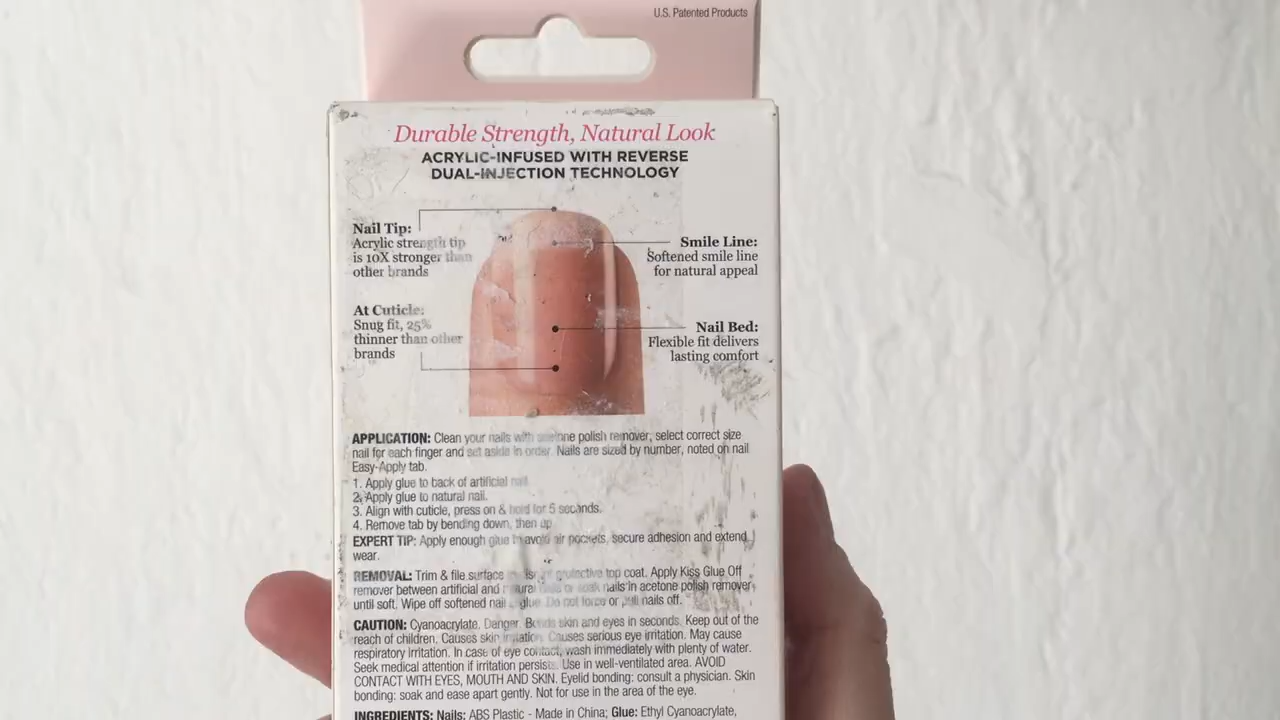 U.S. Patented Products
Durable Strength, Natural Look
ACRYLIC-INFUSED WITH REVERSE
DUAL-INJECTION TECHNOLOGY
Nail Tip:
Acrylic strength tip
is 10X stronger than
other brands
Smile Line:
Softened smile line
for natural appeal
At Cuticle:
Snug fit, 25%
thinner than other
brands
Nail Bed:
Flexible fit delivers
lasting comfort
APPLICATION: Clean your nails with acetone polish remover, select correct size
nail for each finger and set aside in order. Nails are sized by number, noted on nail
Easy-Apply tab.
1. Apply glue to back of artificial nail.
2. Apply glue to natural nail.
3. Align with cuticle, press on & hold for 5 seconds.
4. Remove tab by bending down, then up.
EXPERT TIP: Apply enough glue to avoid air pockets, secure adhesion and extend
wear.
REMOVAL: Trim & file surface protective top coat. Apply Kiss Glue Off
remover between artificial and natural nails or soak nails in acetone polish remover
until soft. Wipe off softened nail glue. Do not force or pull nails off.
CAUTION: Cyanoacrylate. Danger. Bonds skin and eyes in seconds. Keep out of the
reach of children. Causes skin irritation. Causes serious eye irritation. May cause
respiratory irritation. In case of eye contact, wash immediately with plenty of water.
Seek medical attention if irritation persists. Use in well-ventilated area. AVOID
CONTACT WITH EYES, MOUTH AND SKIN. Eyelid bonding: consult a physician. Skin
bonding: soak and ease apart gently. Not for use in the area of the eye.
INGREDIENTS: Nails: ABS Plastic - Made in China; Glue: Ethyl Cyanoacrylate,